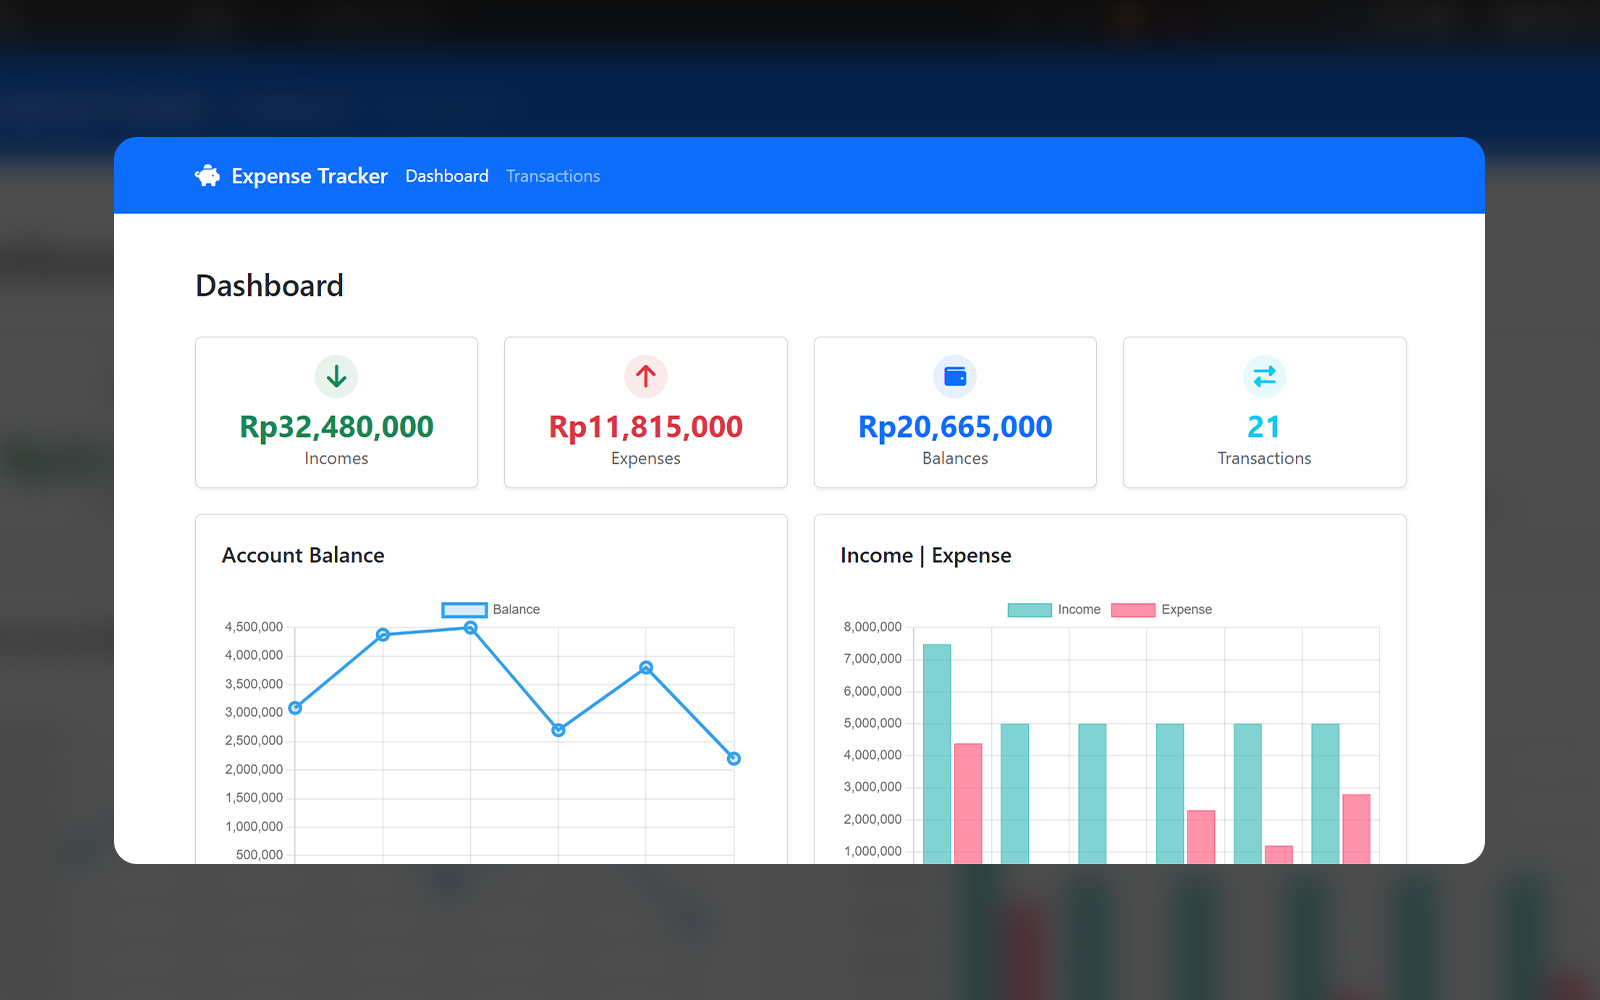 Expense Tracker Dashboard Transactions
Dashboard
Rp32,480,000
Incomes
Rp11,815,000
Expenses
Rp20,665,000
Balances
21
Transactions
Account Balance
Balance
4,500,000
4,000,000
3,500,000
3,000,000
2,500,000
2,000,000
1,500,000
1,000,000
500,000
Income | Expense
Income Expense
8,000,000
7,000,000
6,000,000
5,000,000
4,000,000
3,000,000
2,000,000
1,000,000